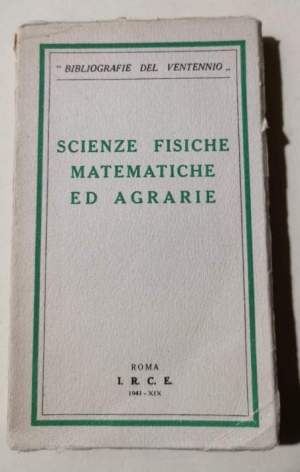 " BIBLIOGRAFIE DEL VENTENNIO „
SCIENZE FISICHE
MATEMATICHE
ED AGRARIE
ROMA
I. R. C. E.
1941 - XIX